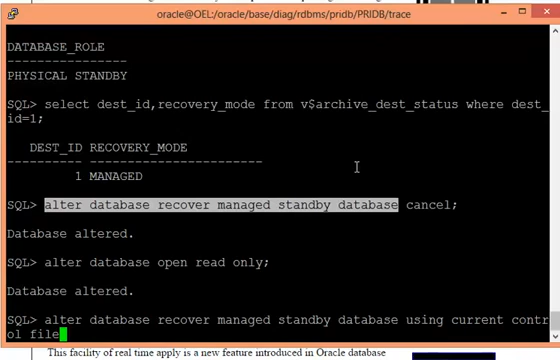 oracle@OEL:/oracle/base/diag/rdbms/pridb/PRIDB/trace
DATABASE_ROLE
----------------
PHYSICAL STANDBY
SQL> select dest_id,recovery_mode from v$archive_dest_status where dest_
id=1;
DEST_ID RECOVERY_MODE
---------- -----------------------
1 MANAGED
SQL> alter database recover managed standby database cancel;
Database altered.
SQL> alter database open read only;
Database altered.
SQL> alter database recover managed standby database using current contr
ol file
This facility of real time apply is a new feature introduced in Oracle database